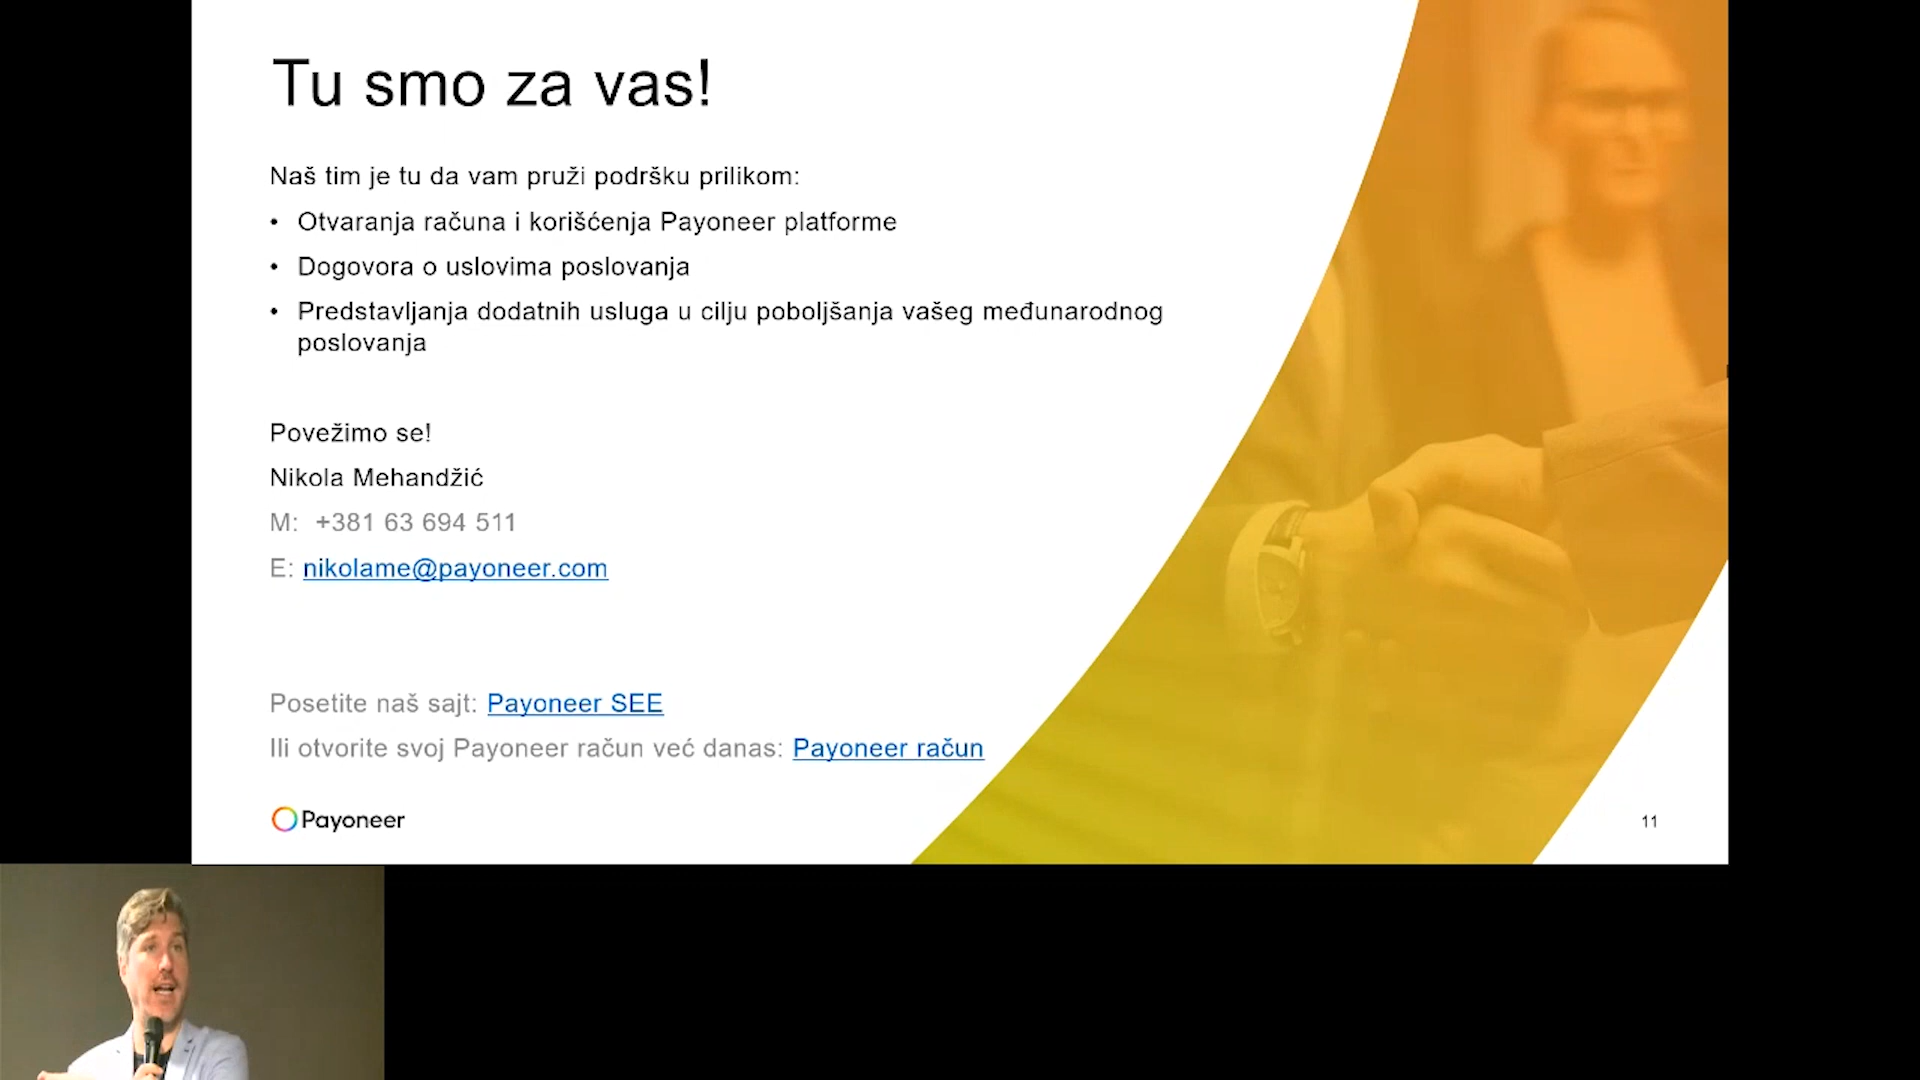 Tu smo za vas!
Naš tim je tu da vam pruži podršku prilikom:
• Otvaranja računa i korišćenja Payoneer platforme
• Dogovora o uslovima poslovanja
• Predstavljanja dodatnih usluga u cilju poboljšanja vašeg međunarodnog
poslovanja
Povežimo se!
Nikola Mehandžić
M: +381 63 694 511
E: nikolame@payoneer.com
Posetite naš sajt: Payoneer SEE
Ili otvorite svoj Payoneer račun već danas: Payoneer račun
Payoneer
11